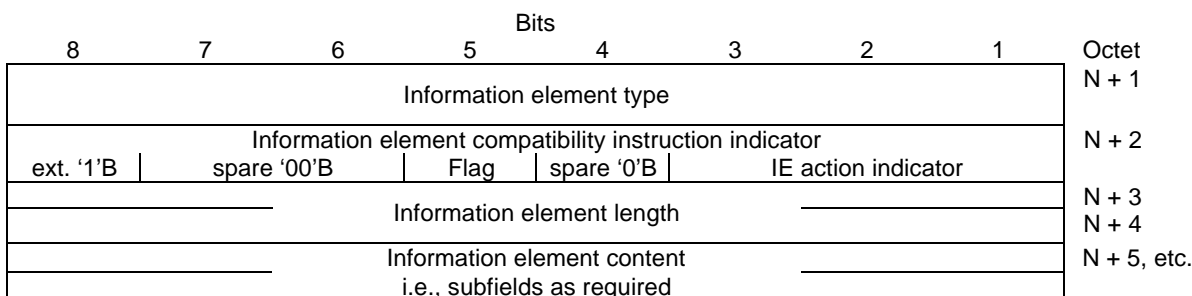 Bits
8 7 6 5 4 3 2 1 Octet
Information element type N + 1
Information element compatibility instruction indicator N + 2
ext. ‘1’B spare ‘00’B Flag spare ‘0’B IE action indicator
N + 3
Information element length
N + 4
Information element content N + 5, etc.
i.e., subfields as required